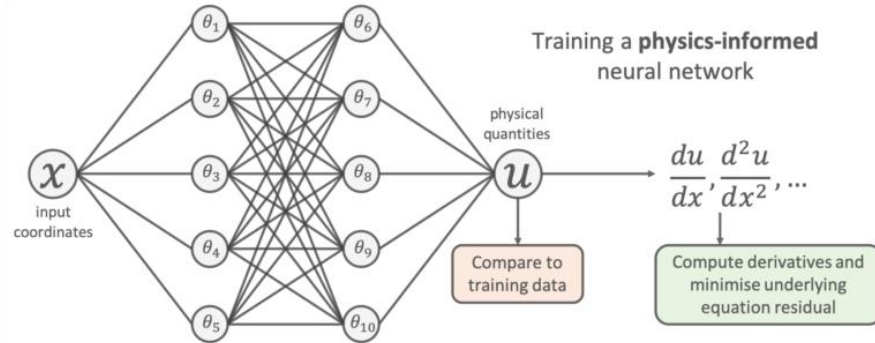 Training a physics-informed
neural network
x
input
coordinates
θ₁
θ₂
θ₃
θ₄
θ₅
θ₆
θ₇
θ₈
θ₉
θ₁₀
physical
quantities
u
du/dx, d²u/dx², ...
Compare to
training data
Compute derivatives and
minimise underlying
equation residual